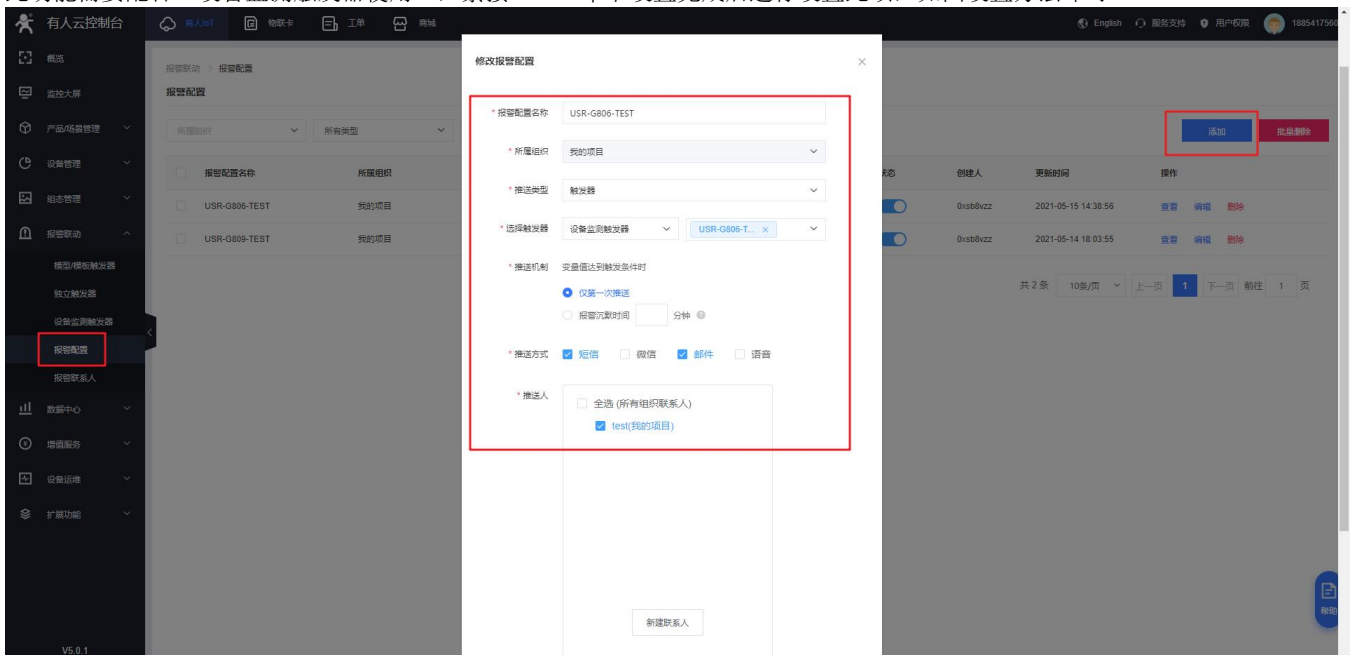 有人云控制台
有人IoT 物联卡 工单 商城
English 服务支持 用户权限 1885417560
概览
监控大屏
产品/场景管理
设备管理
组态管理
报警联动
模型/模板触发器
独立触发器
设备监测触发器
报警配置
报警联系人
数据中心
增值服务
设备运维
扩展功能
V5.0.1
报警联动 > 报警配置
报警配置
所属组织 所有类型
添加 批量删除
报警配置名称 所属组织 状态 创建人 更新时间 操作
USR-G806-TEST 我的项目 0xsb8vzz 2021-05-15 14:38:56 查看 编辑 删除
USR-G809-TEST 我的项目 0xsb8vzz 2021-05-14 18:03:55 查看 编辑 删除
共 2 条 10条/页 上一页 1 下一页 前往 1 页
修改报警配置 ×
* 报警配置名称 USR-G806-TEST
* 所属组织 我的项目
* 推送类型 触发器
* 选择触发器 设备监测触发器 USR-G806-T... ×
* 推送机制 变量值达到触发条件时
仅第一次推送
报警沉默时间 分钟
* 推送方式 短信 微信 邮件 语音
* 推送人 全选 (所有组织联系人)
test(我的项目)
新建联系人
帮助